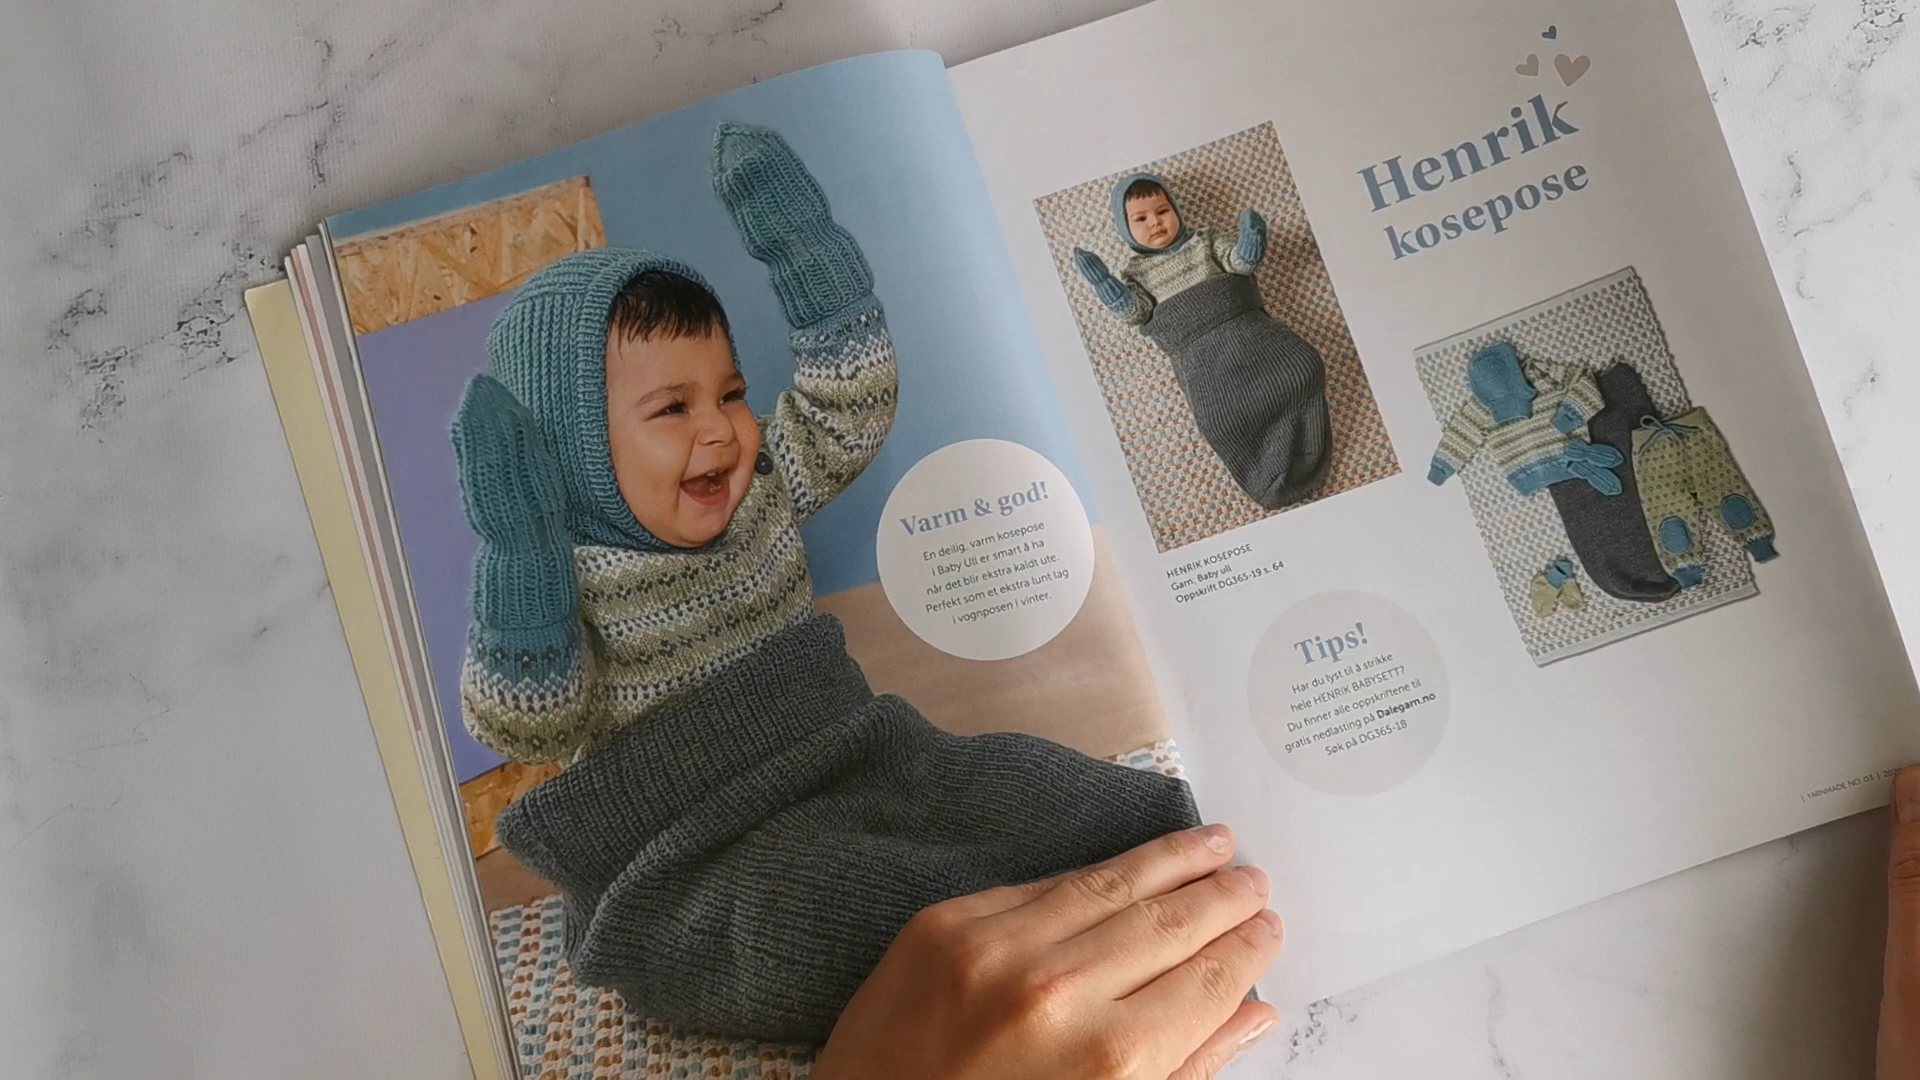 Varm & god!
En deilig, varm kosepose
i Baby Ull er smart å ha
når det blir ekstra kaldt ute.
Perfekt som et ekstra lunt lag
i vognposen i vinter.
Henrik
kosepose
HENRIK KOSEPOSE
Garn: Baby ull
Oppskrift DG365-19 s. 64
Tips!
Har du lyst til å strikke
hele HENRIK BABYSETT?
Du finner alle oppskriftene til
gratis nedlasting på Dalegarn.no
Søk på DG365-18
| YARNMADE NO. 03 |